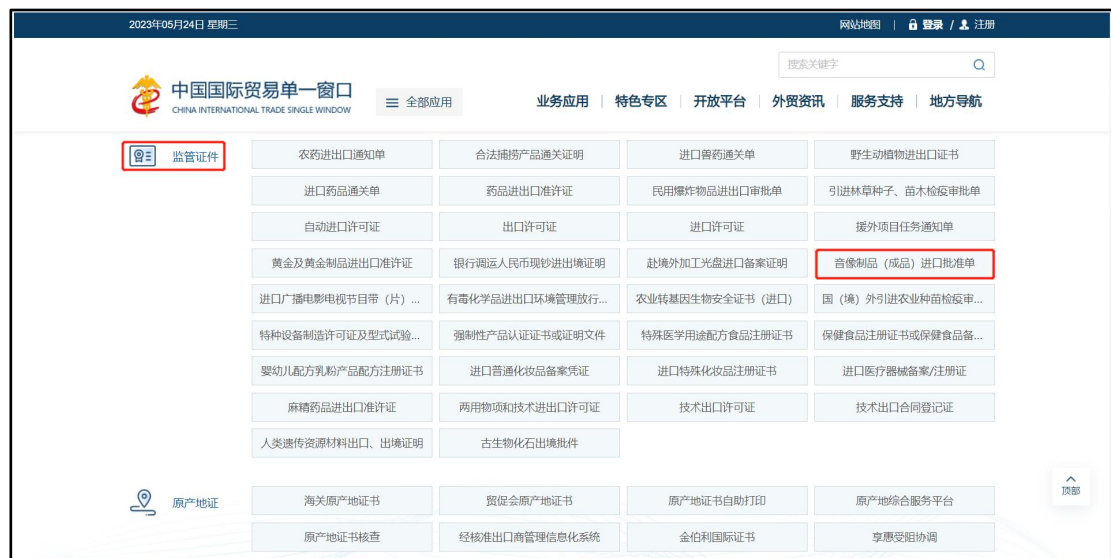 2023年05月24日 星期三
网站地图 | 登录 / 注册
搜索关键字
中国国际贸易单一窗口
CHINA INTERNATIONAL TRADE SINGLE WINDOW
全部应用
业务应用 | 特色专区 | 开放平台 | 外贸资讯 | 服务支持 | 地方导航
监管证件
农药进出口通知单 合法捕捞产品通关证明 进口兽药通关单 野生动植物进出口证书
进口药品通关单 药品进出口准许证 民用爆炸物品进出口审批单 引进林草种子、苗木检疫审批单
自动进口许可证 出口许可证 进口许可证 援外项目任务通知单
黄金及黄金制品进出口准许证 银行调运人民币现钞进出境证明 赴境外加工光盘进口备案证明 音像制品（成品）进口批准单
进口广播电影电视节目带（片）... 有毒化学品进出口环境管理放行... 农业转基因生物安全证书（进口） 国（境）外引进农业种苗检疫审...
特种设备制造许可证及型式试验... 强制性产品认证证书或证明文件 特殊医学用途配方食品注册证书 保健食品注册证书或保健食品备...
婴幼儿配方乳粉产品配方注册证书 进口普通化妆品备案凭证 进口特殊化妆品注册证书 进口医疗器械备案/注册证
麻精药品进出口准许证 两用物项和技术进出口许可证 技术出口许可证 技术出口合同登记证
人类遗传资源材料出口、出境证明 古生物化石出境批件
原产地证
海关原产地证书 贸促会原产地证书 原产地证书自助打印 原产地综合服务平台
原产地证书核查 经核准出口商管理信息化系统 金伯利国际证书 享惠受阻协调
顶部